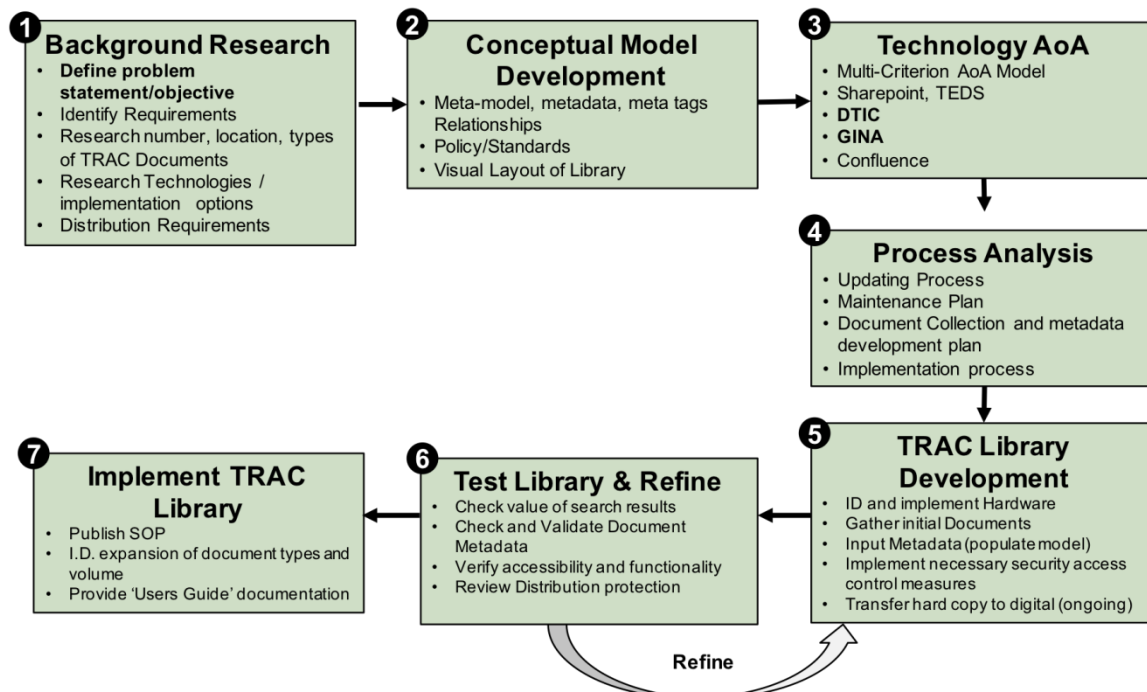 1
Background Research
• Define problem
statement/objective
• Identify Requirements
• Research number, location, types
of TRAC Documents
• Research Technologies /
implementation options
• Distribution Requirements
2
Conceptual Model
Development
• Meta-model, metadata, meta tags
Relationships
• Policy/Standards
• Visual Layout of Library
3
Technology AoA
• Multi-Criterion AoA Model
• Sharepoint, TEDS
• DTIC
• GINA
• Confluence
4
Process Analysis
• Updating Process
• Maintenance Plan
• Document Collection and metadata
development plan
• Implementation process
5
TRAC Library
Development
• ID and implement Hardware
• Gather initial Documents
• Input Metadata (populate model)
• Implement necessary security access
control measures
• Transfer hard copy to digital (ongoing)
6
Test Library & Refine
• Check value of search results
• Check and Validate Document
Metadata
• Verify accessibility and functionality
• Review Distribution protection
7
Implement TRAC
Library
• Publish SOP
• I.D. expansion of document types and
volume
• Provide ‘Users Guide’ documentation
Refine